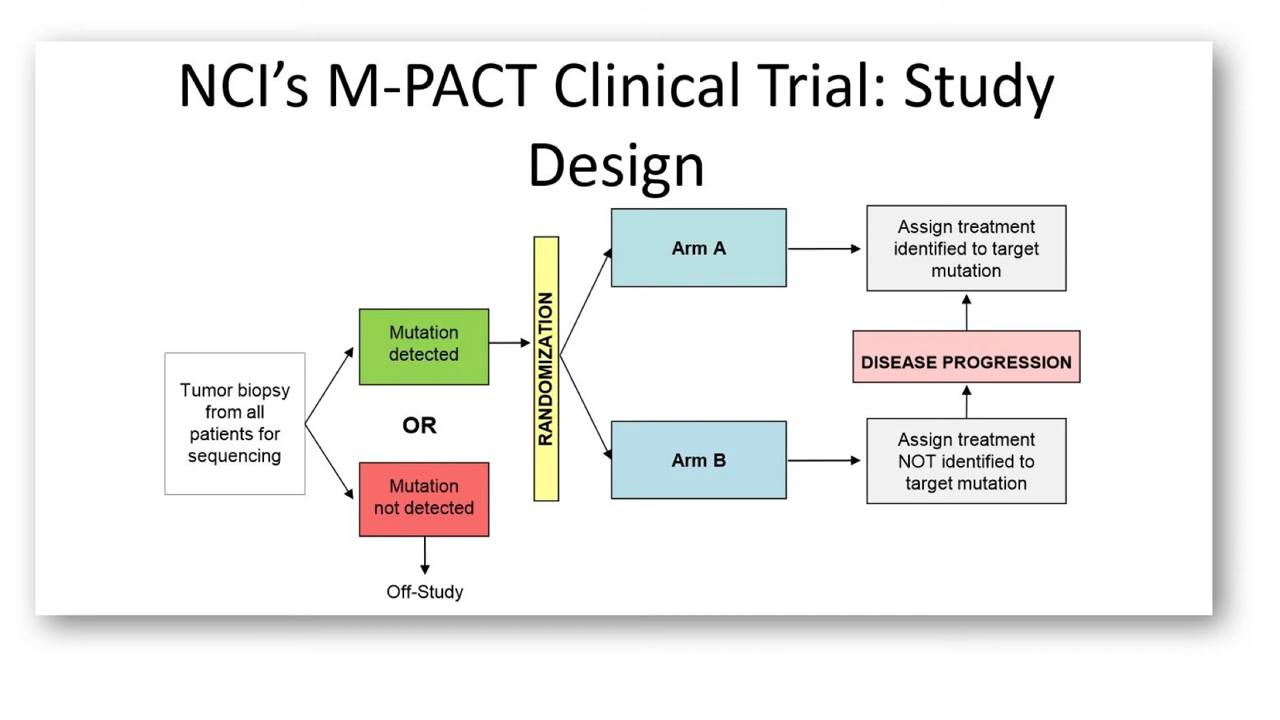 NCI’s M-PACT Clinical Trial: Study
Design
Tumor biopsy
from all
patients for
sequencing
Mutation
detected
OR
Mutation
not detected
Off-Study
RANDOMIZATION
Arm A
Arm B
Assign treatment
identified to target
mutation
DISEASE PROGRESSION
Assign treatment
NOT identified to
target mutation